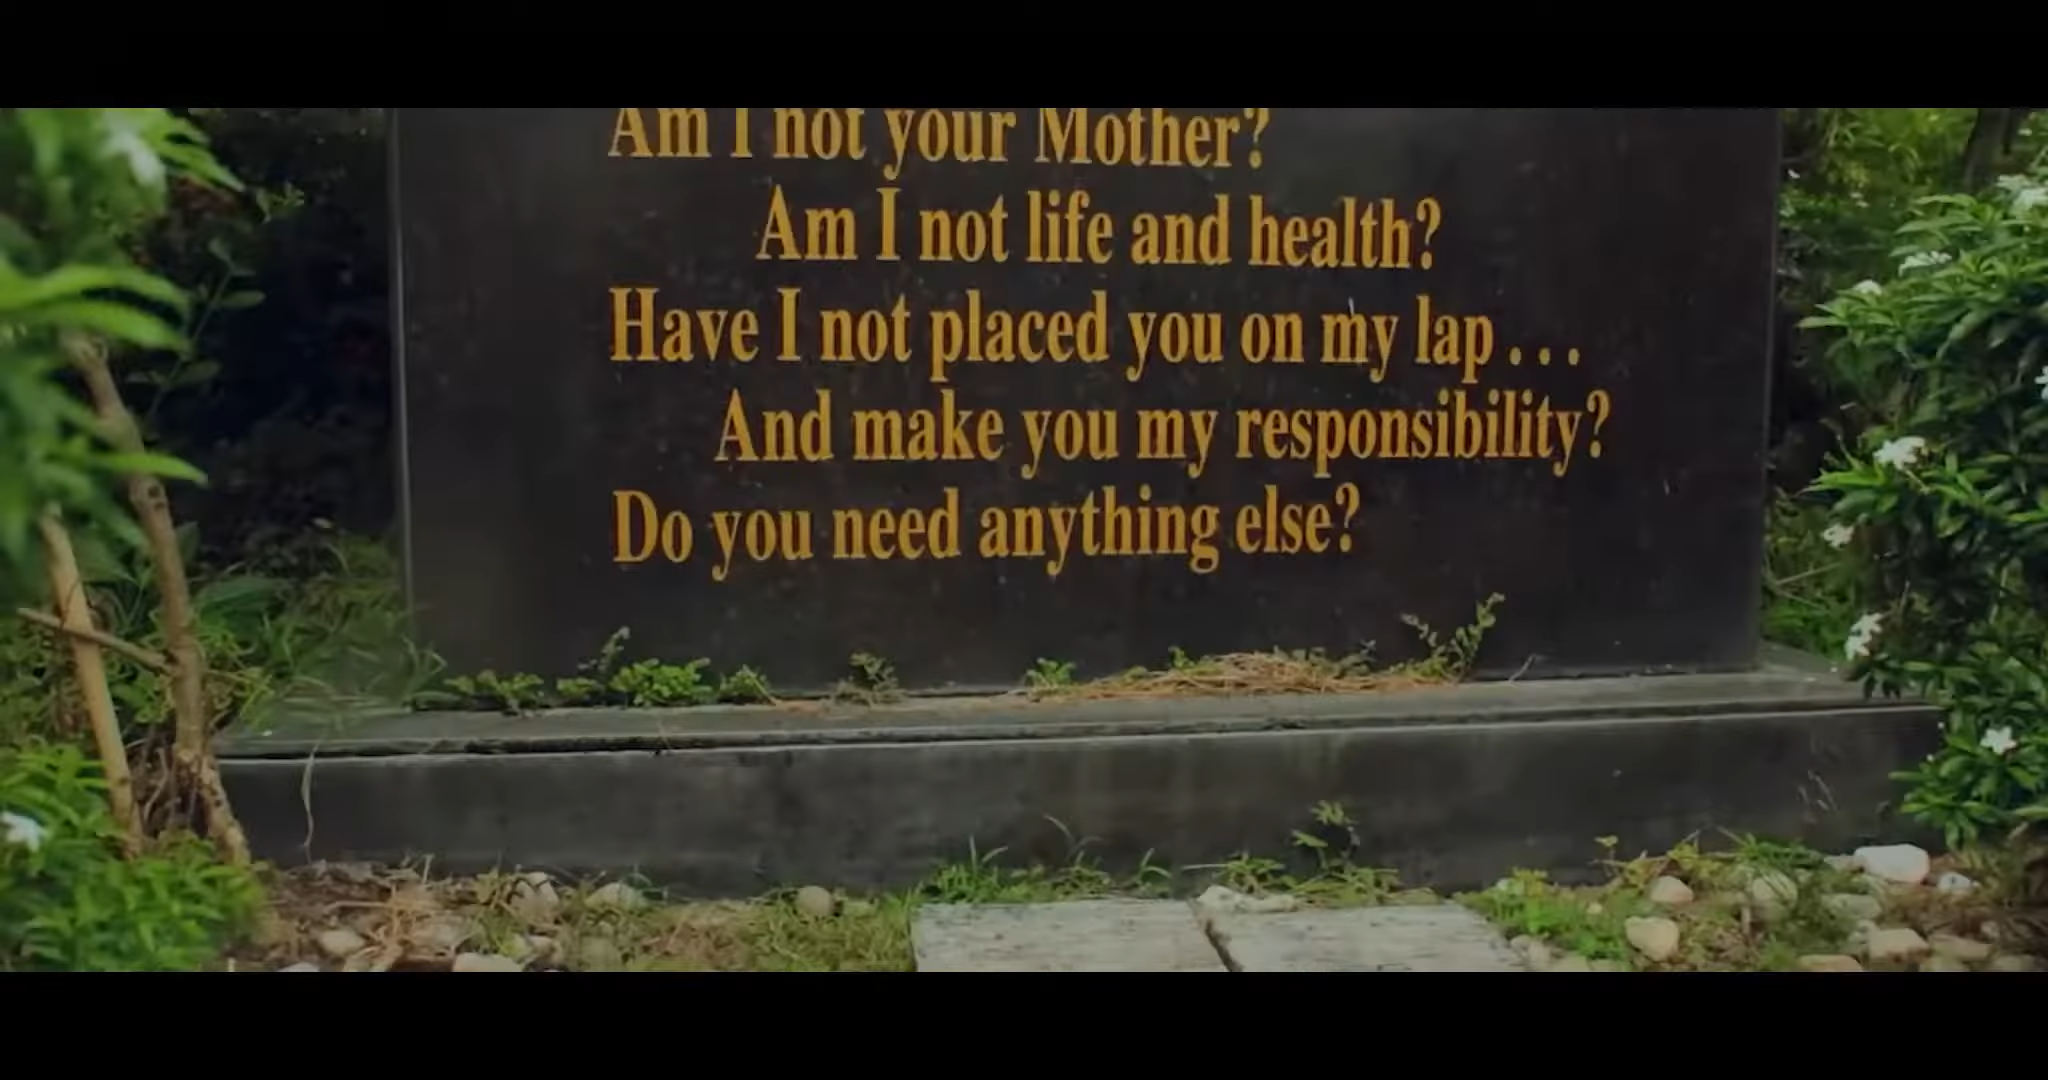 Am I not your Mother?
Am I not life and health?
Have I not placed you on my lap . . .
And make you my responsibility?
Do you need anything else?